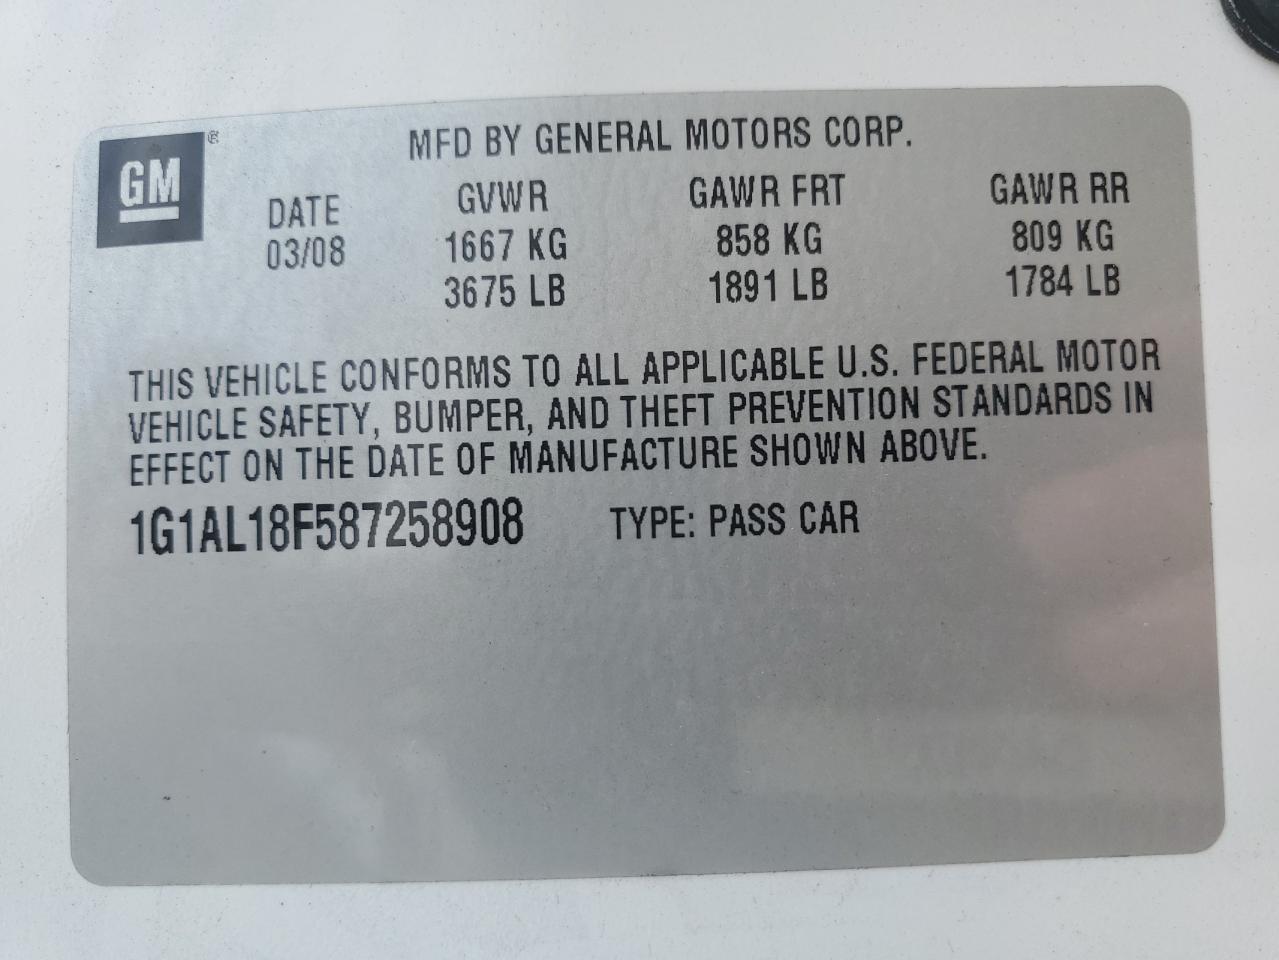 GM ®
MFD BY GENERAL MOTORS CORP.
DATE GVWR GAWR FRT GAWR RR
03/08 1667 KG 858 KG 809 KG
3675 LB 1891 LB 1784 LB
THIS VEHICLE CONFORMS TO ALL APPLICABLE U.S. FEDERAL MOTOR
VEHICLE SAFETY, BUMPER, AND THEFT PREVENTION STANDARDS IN
EFFECT ON THE DATE OF MANUFACTURE SHOWN ABOVE.
1G1AL18F587258908 TYPE: PASS CAR